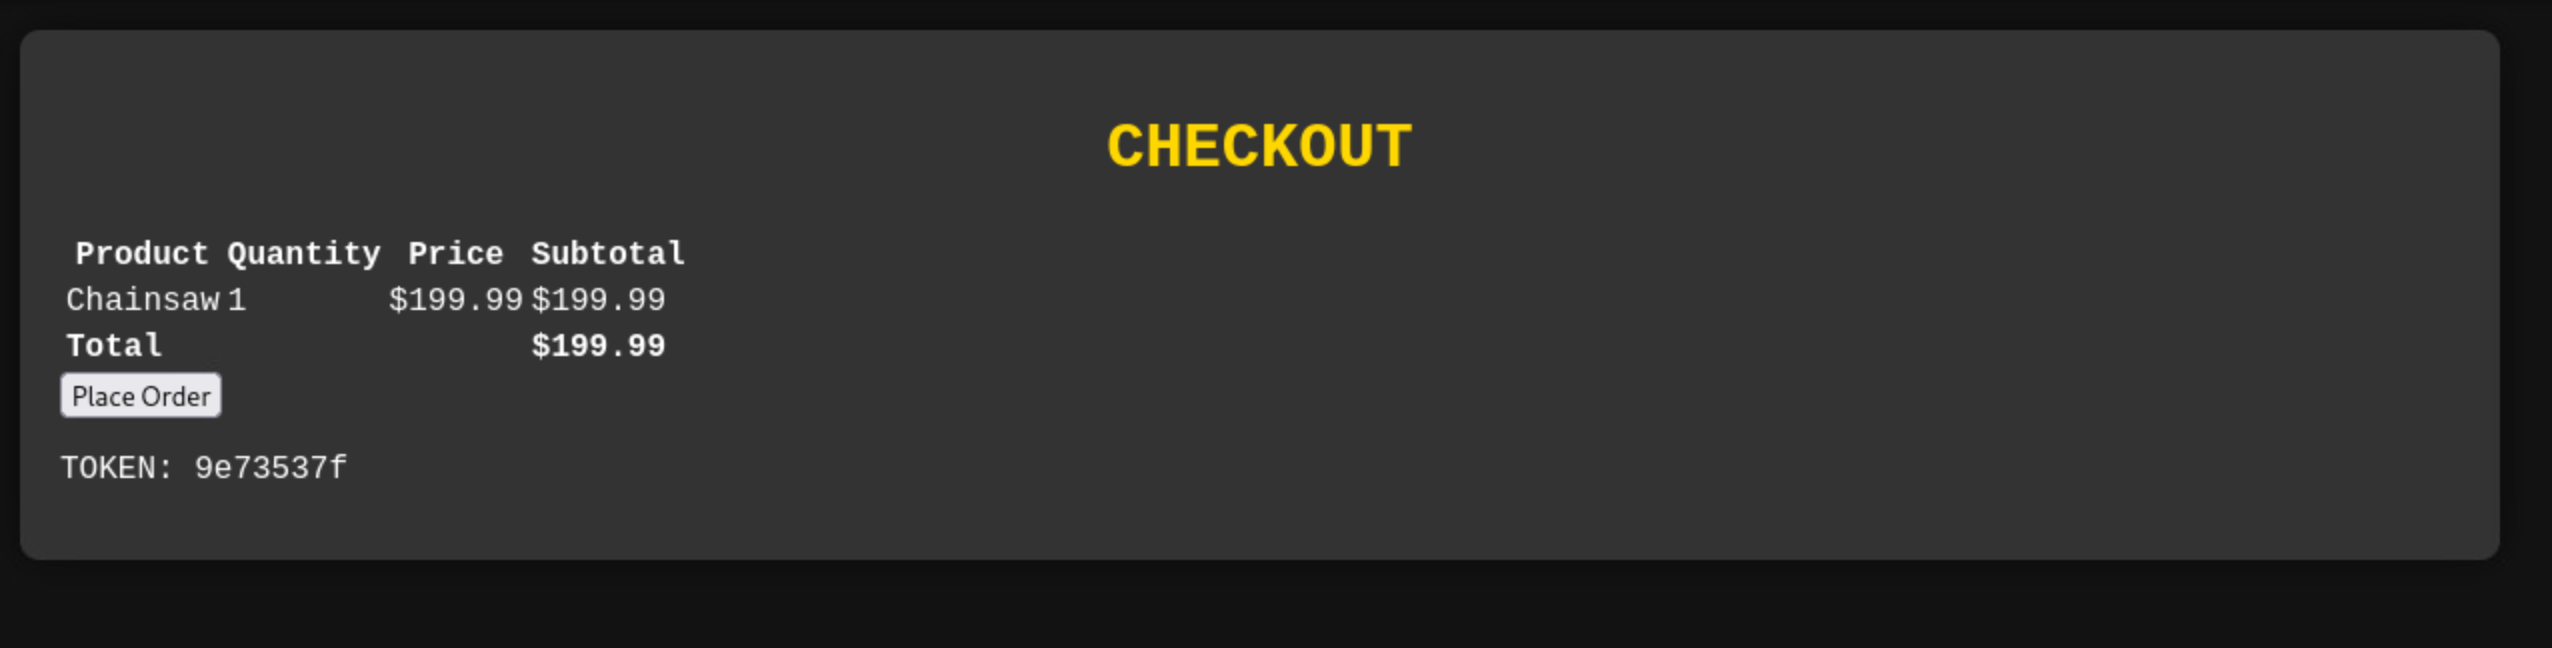 CHECKOUT
Product Quantity Price Subtotal
Chainsaw 1 $199.99 $199.99
Total $199.99
Place Order
TOKEN: 9e73537f